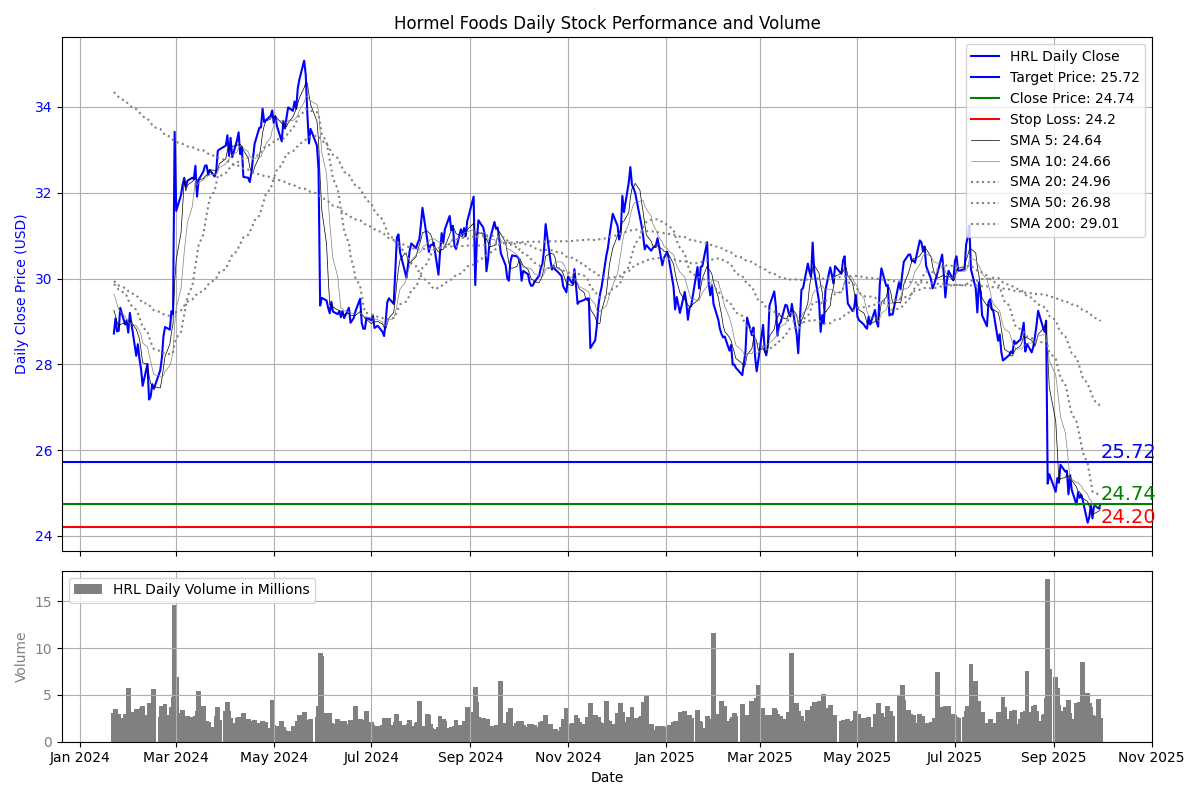 Hormel Foods Daily Stock Performance and Volume
Daily Close Price (USD)
34
32
30
28
26
24
HRL Daily Close
Target Price: 25.72
Close Price: 24.74
Stop Loss: 24.2
SMA 5: 24.64
SMA 10: 24.66
SMA 20: 24.96
SMA 50: 26.98
SMA 200: 29.01
25.72
24.74
24.20
Volume
15
10
5
0
HRL Daily Volume in Millions
Jan 2024 Mar 2024 May 2024 Jul 2024 Sep 2024 Nov 2024 Jan 2025 Mar 2025 May 2025 Jul 2025 Sep 2025 Nov 2025
Date